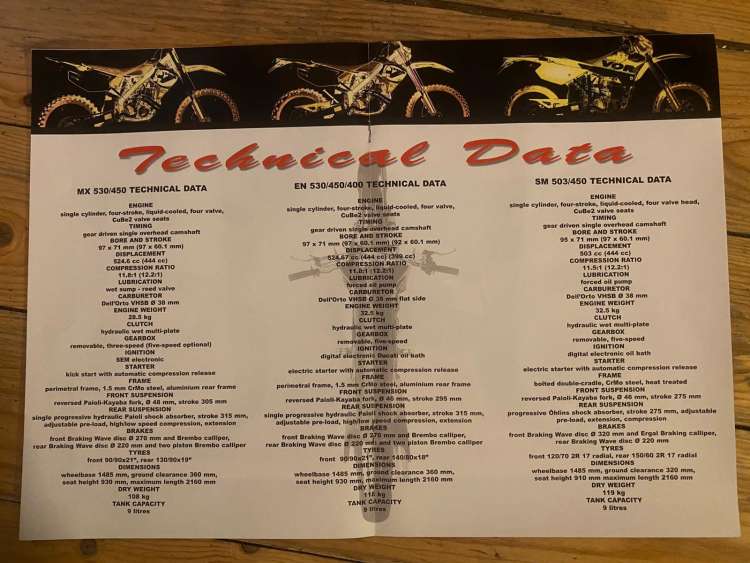 Technical Data
MX 530/450 TECHNICAL DATA
ENGINE
single cylinder, four-stroke, liquid-cooled, four valve,
CuBe2 valve seats
TIMING
gear driven single overhead camshaft
BORE AND STROKE
97 x 71 mm (97 x 60.1 mm)
DISPLACEMENT
524.6 cc (444 cc)
COMPRESSION RATIO
11.8:1 (12.2:1)
LUBRICATION
wet sump - reed valve
CARBURETOR
Dell'Orto VHSB Ø 38 mm
ENGINE WEIGHT
28.5 kg
CLUTCH
hydraulic wet multi-plate
GEARBOX
removable, three-speed (five-speed optional)
IGNITION
SEM electronic
STARTER
kick start with automatic compression release
FRAME
perimetral frame, 1.5 mm CrMo steel, aluminium rear frame
FRONT SUSPENSION
reversed Paioli-Kayaba fork, Ø 46 mm, stroke 305 mm
REAR SUSPENSION
single progressive hydraulic Paioli shock absorber, stroke 315 mm,
adjustable pre-load, high/low speed compression, extension
BRAKES
front Braking Wave disc Ø 270 mm and Brembo calliper,
rear Braking Wave disc Ø 220 mm and two piston Brembo calliper
TYRES
front 90/90x21", rear 130/90x19"
DIMENSIONS
wheelbase 1485 mm, ground clearance 360 mm,
seat height 930 mm, maximum length 2160 mm
DRY WEIGHT
108 kg
TANK CAPACITY
9 litres
EN 530/450/400 TECHNICAL DATA
ENGINE
single cylinder, four-stroke, liquid-cooled, four valve,
CuBe2 valve seats
TIMING
gear driven single overhead camshaft
BORE AND STROKE
97 x 71 mm (97 x 60.1 mm) (92 x 60.1 mm)
DISPLACEMENT
524.67 cc (444 cc) (399 cc)
COMPRESSION RATIO
11.8:1 (12.2:1)
LUBRICATION
forced oil pump
CARBURETOR
Dell'Orto VHSB Ø 38 mm flat side
ENGINE WEIGHT
32.5 kg
CLUTCH
hydraulic wet multi-plate
GEARBOX
removable, five-speed
IGNITION
digital electronic Ducati oil bath
STARTER
electric starter with automatic compression release
FRAME
perimetral frame, 1.5 mm CrMo steel, aluminium rear frame
FRONT SUSPENSION
reversed Paioli-Kayaba fork, Ø 46 mm, stroke 295 mm
REAR SUSPENSION
single progressive hydraulic Paioli shock absorber, stroke 315 mm,
adjustable pre-load, high/low speed compression, extension
BRAKES
front Braking Wave disc Ø 270 mm and Brembo calliper,
rear Braking Wave disc Ø 220 mm and two piston Brembo calliper
TYRES
front 90/90x21", rear 140/80x18"
DIMENSIONS
wheelbase 1485 mm, ground clearance 360 mm,
seat height 930 mm, maximum length 2160 mm
DRY WEIGHT
kg
TANK CAPACITY
9 litres
SM 503/450 TECHNICAL DATA
ENGINE
single cylinder, four-stroke, liquid-cooled, four valve head,
CuBe2 valve seats
TIMING
gear driven single overhead camshaft
BORE AND STROKE
95 x 71 mm (97 x 60.1 mm)
DISPLACEMENT
503 cc (444 cc)
COMPRESSION RATIO
11.5:1 (12.2:1)
LUBRICATION
forced oil pump
CARBURETOR
Dell'Orto VHSB Ø 38 mm
ENGINE WEIGHT
32.5 kg
CLUTCH
hydraulic wet multi-plate
GEARBOX
removable, five-speed
IGNITION
digital electronic oil bath
STARTER
electric starter with automatic compression release
FRAME
bolted double-cradle, CrMo steel, heat treated
FRONT SUSPENSION
reversed Paioli-Kayaba fork, Ø 46 mm, stroke 275 mm
REAR SUSPENSION
progressive Öhlins shock absorber, stroke 275 mm, adjustable
pre-load, extension, compression
BRAKES
front Braking Wave disc Ø 320 mm and Ergal Braking calliper,
rear Braking Wave disc Ø 220 mm
TYRES
front 120/70 2R 17 radial, rear 150/60 2R 17 radial
DIMENSIONS
wheelbase 1485 mm, ground clearance 320 mm,
seat height 910 mm, maximum length 2160 mm
DRY WEIGHT
119 kg
TANK CAPACITY
9 litres